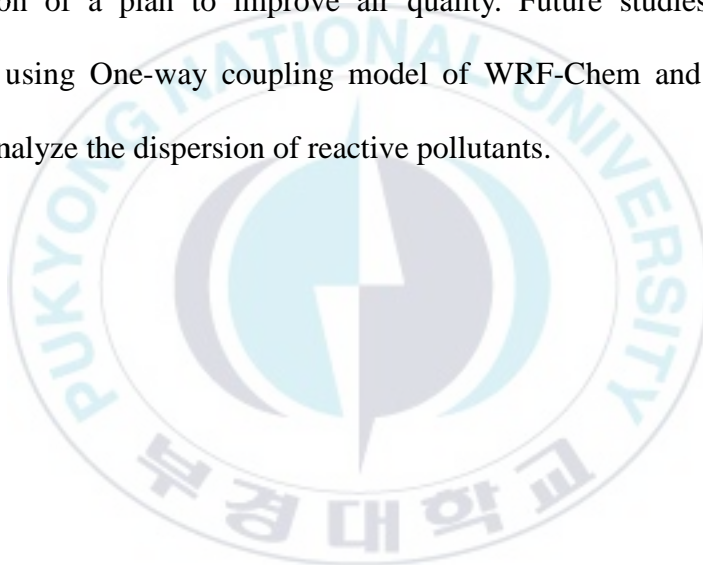 on of a plan to improve air quality. Future studies
using One-way coupling model of WRF-Chem and
nalyze the dispersion of reactive pollutants.
PUKYONG NATIONAL UNIVERSITY
부경대학교